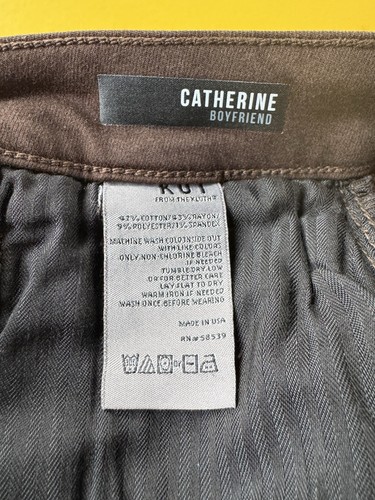 CATHERINE
BOYFRIEND
KUT
FROM THE KLOTH®
42% COTTON/43% RAYON/
9% POLYESTER/1% SPANDEX
MACHINE WASH COLD INSIDE OUT
WITH LIKE COLORS
ONLY NON-CHLORINE BLEACH
IF NEEDED
TUMBLE DRY LOW
OR FOR BETTER CARE
LAY FLAT TO DRY
WARM IRON IF NEEDED
WASH ONCE BEFORE WEARING
MADE IN USA
RN# 58539
OR